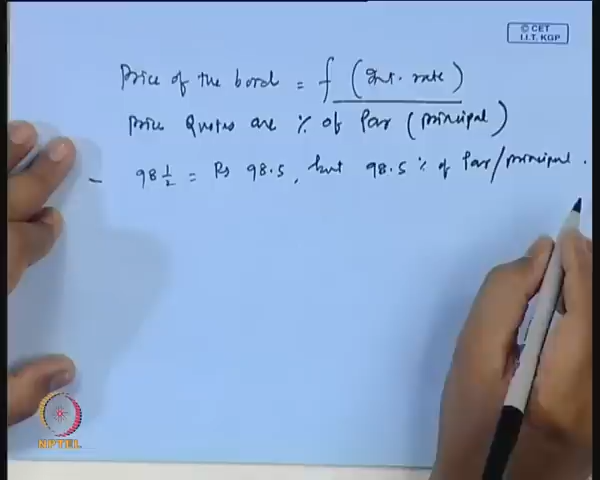 © CET
I.I.T. KGP
Price of the bond = f (Int. rate)
Price Quotes are % of Par (principal)
- 98 1/2 = Rs 98.5, but 98.5 % of Par/principal.
NPTEL